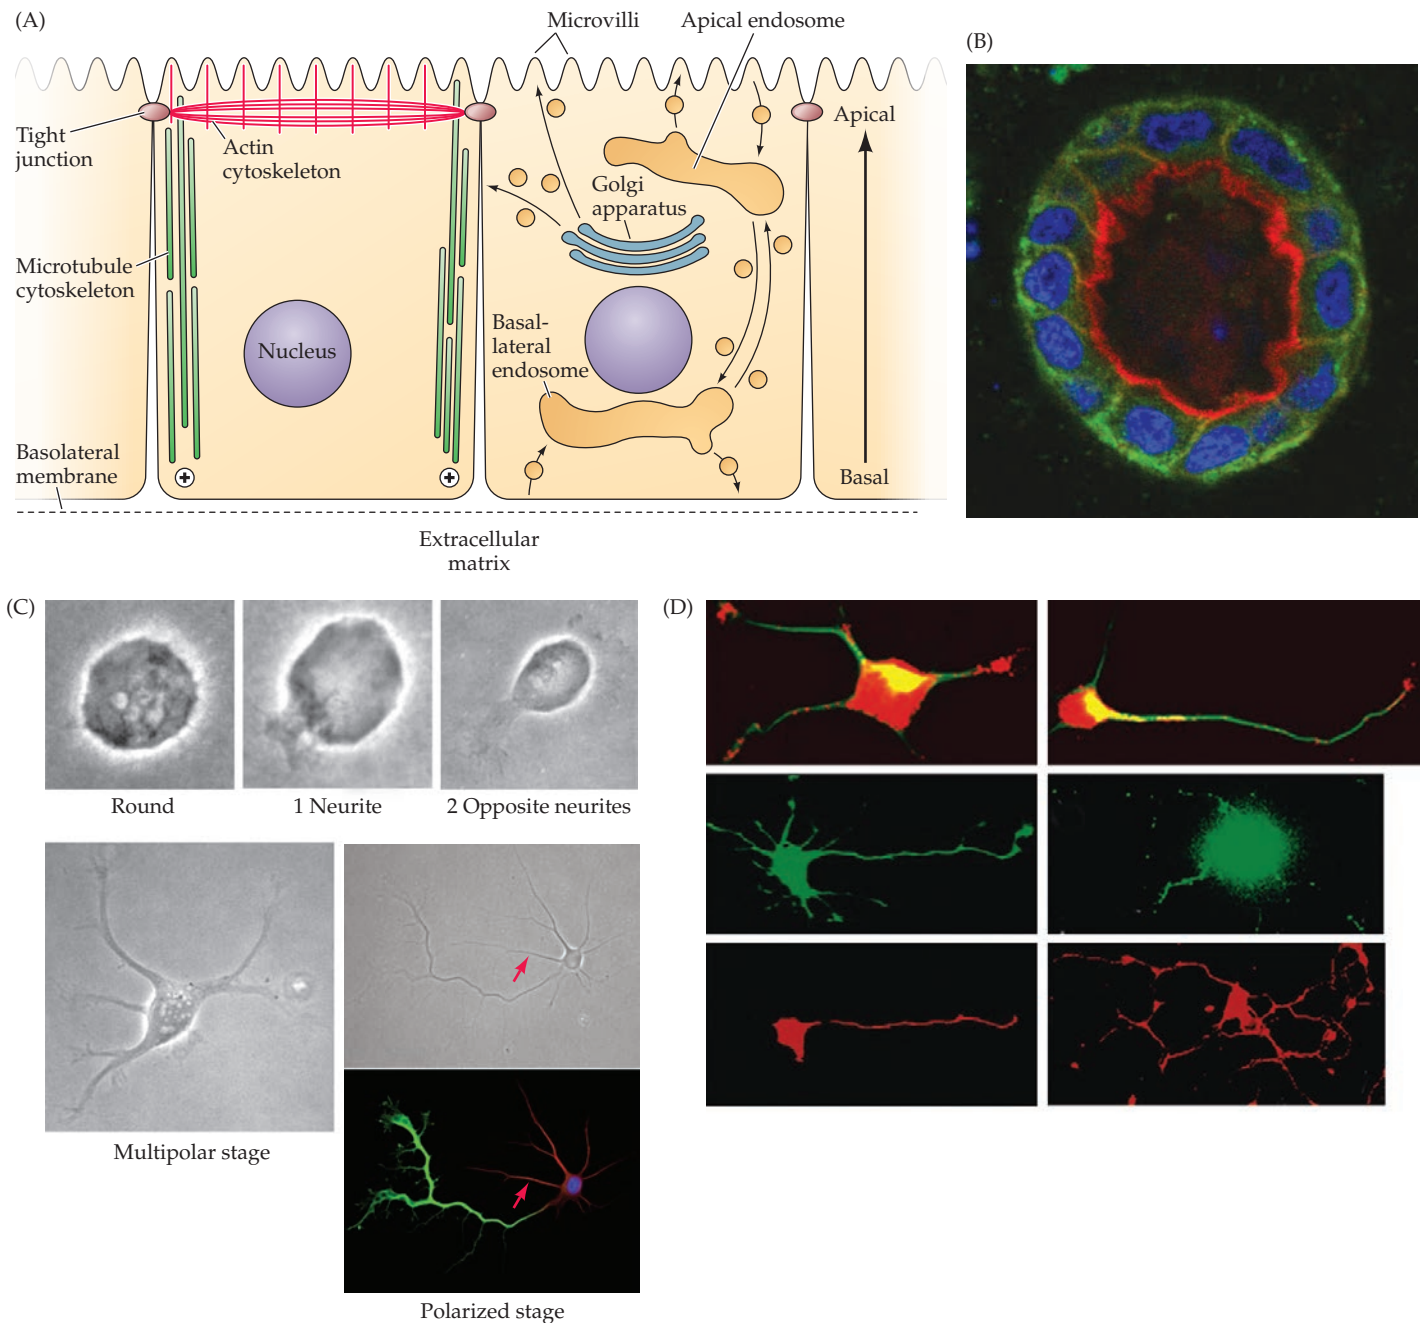 (A)
Microvilli
Apical endosome
(B)
Tight
junction
Actin
cytoskeleton
Golgi
apparatus
Apical
Microtubule
cytoskeleton
Nucleus
Basal-
lateral
endosome
Basolateral
membrane
+
+
Basal
Extracellular
matrix
(C)
Round
1 Neurite
2 Opposite neurites
Multipolar stage
Polarized stage
(D)